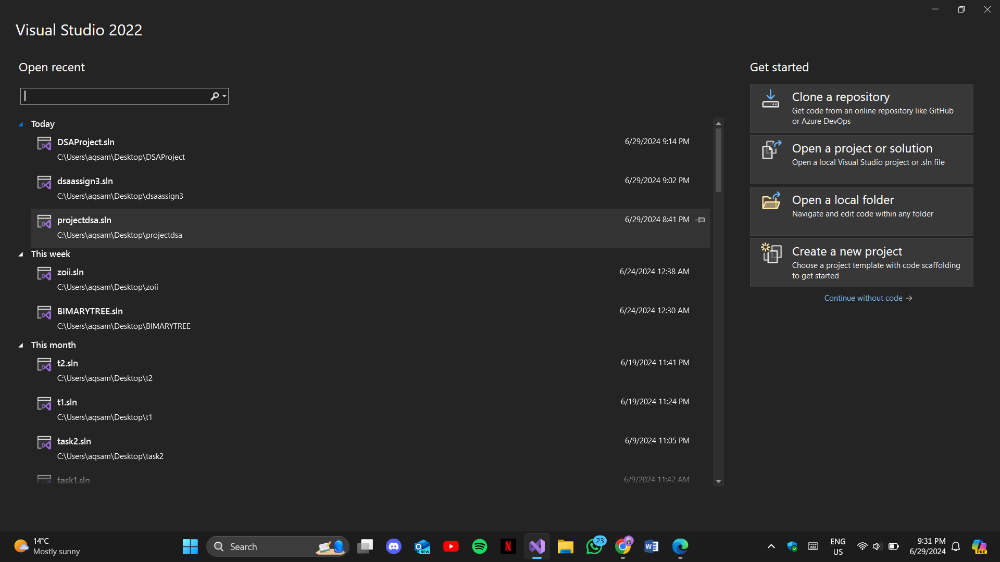 Visual Studio 2022
Open recent
Today
DSAProject.sln 6/29/2024 9:14 PM
C:\Users\aqsam\Desktop\DSAProject
dsaassign3.sln 6/29/2024 9:02 PM
C:\Users\aqsam\Desktop\dsaassign3
projectdsa.sln 6/29/2024 8:41 PM
C:\Users\aqsam\Desktop\projectdsa
This week
zoii.sln 6/24/2024 12:38 AM
C:\Users\aqsam\Desktop\zoii
BIMARYTREE.sln 6/24/2024 12:30 AM
C:\Users\aqsam\Desktop\BIMARYTREE
This month
t2.sln 6/19/2024 11:41 PM
C:\Users\aqsam\Desktop\t2
t1.sln 6/19/2024 11:24 PM
C:\Users\aqsam\Desktop\t1
task2.sln 6/9/2024 11:05 PM
C:\Users\aqsam\Desktop\task2
task1.sln 6/9/2024 11:42 AM
Get started
Clone a repository
Get code from an online repository like GitHub
or Azure DevOps
Open a project or solution
Open a local Visual Studio project or .sln file
Open a local folder
Navigate and edit code within any folder
Create a new project
Choose a project template with code scaffolding
to get started
Continue without code →
14°C
Mostly sunny
Search
NEW
N
23
W
ENG
US
9:31 PM
6/29/2024
PRE